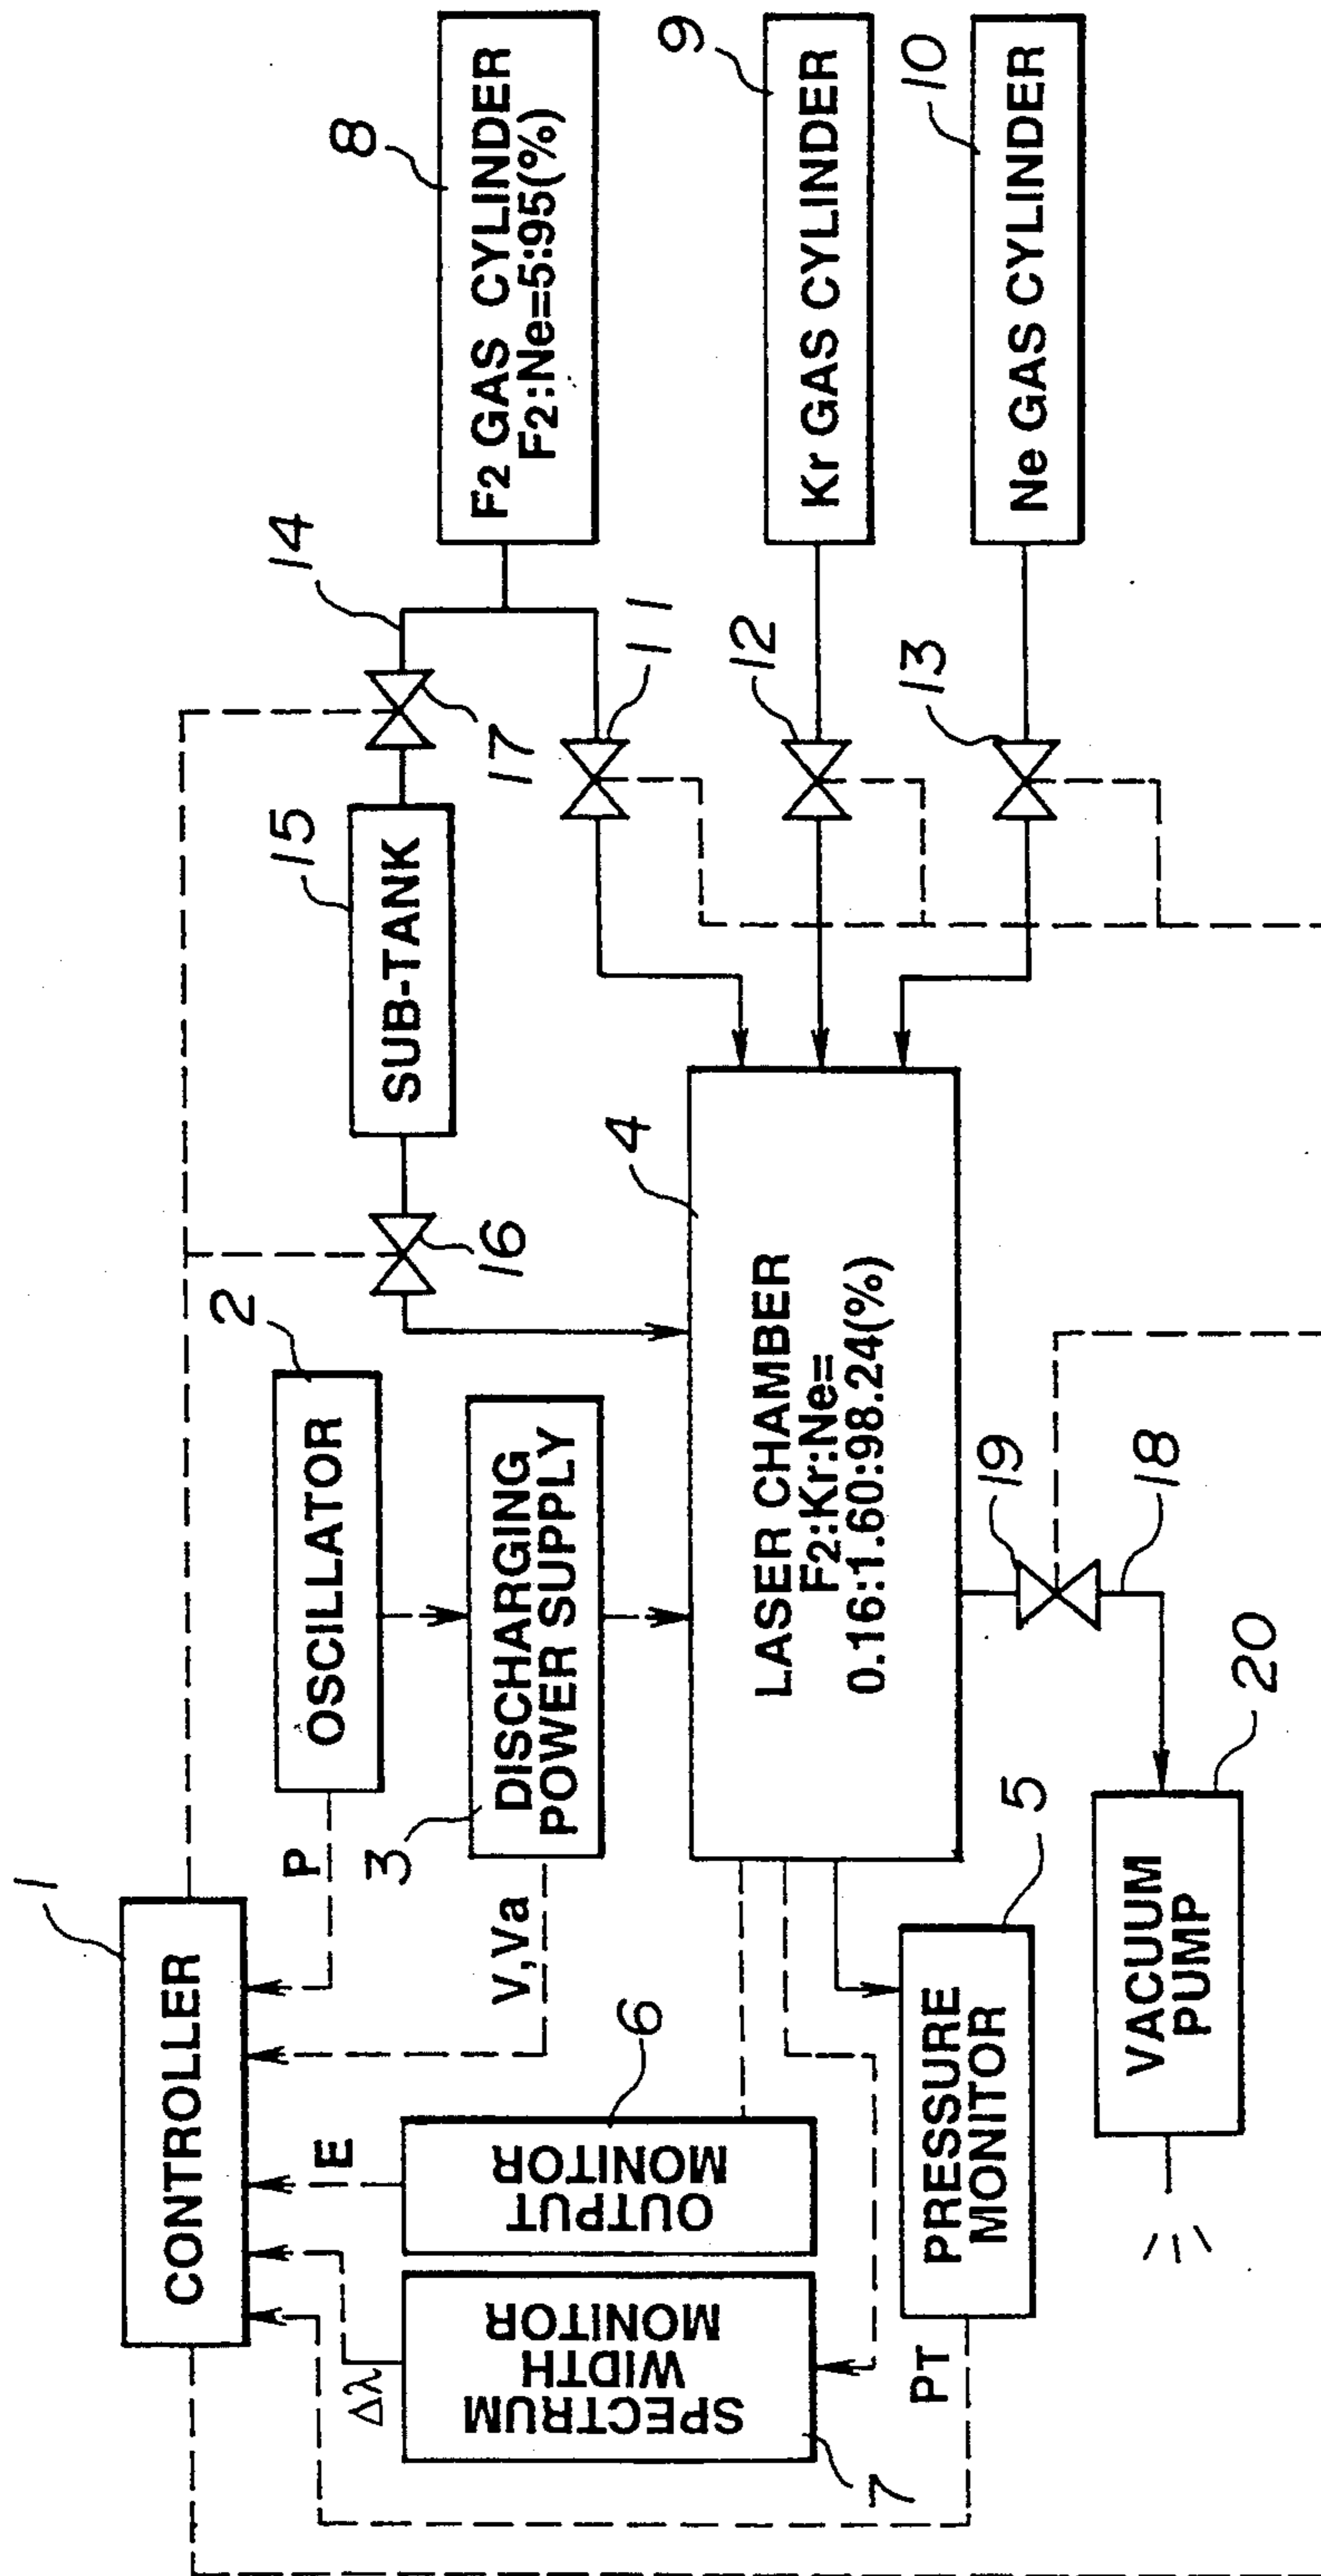 1
CONTROLLER
P
2
OSCILLATOR
V,Va
3
DISCHARGING
POWER SUPPLY
E
6
OUTPUT
MONITOR
Δλ
7
SPECTRUM
WIDTH
MONITOR
PT
5
PRESSURE
MONITOR
4
LASER CHAMBER
F2:Kr:Ne=
0.16:1.60:98.24(%)
16
15
SUB-TANK
17
14
8
F2 GAS CYLINDER
F2:Ne=5:95(%)
11
9
Kr GAS CYLINDER
12
10
Ne GAS CYLINDER
13
19
18
20
VACUUM
PUMP